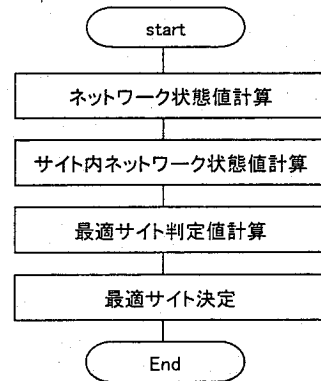 start
ネットワーク状態値計算
サイト内ネットワーク状態値計算
最適サイト判定値計算
最適サイト決定
End